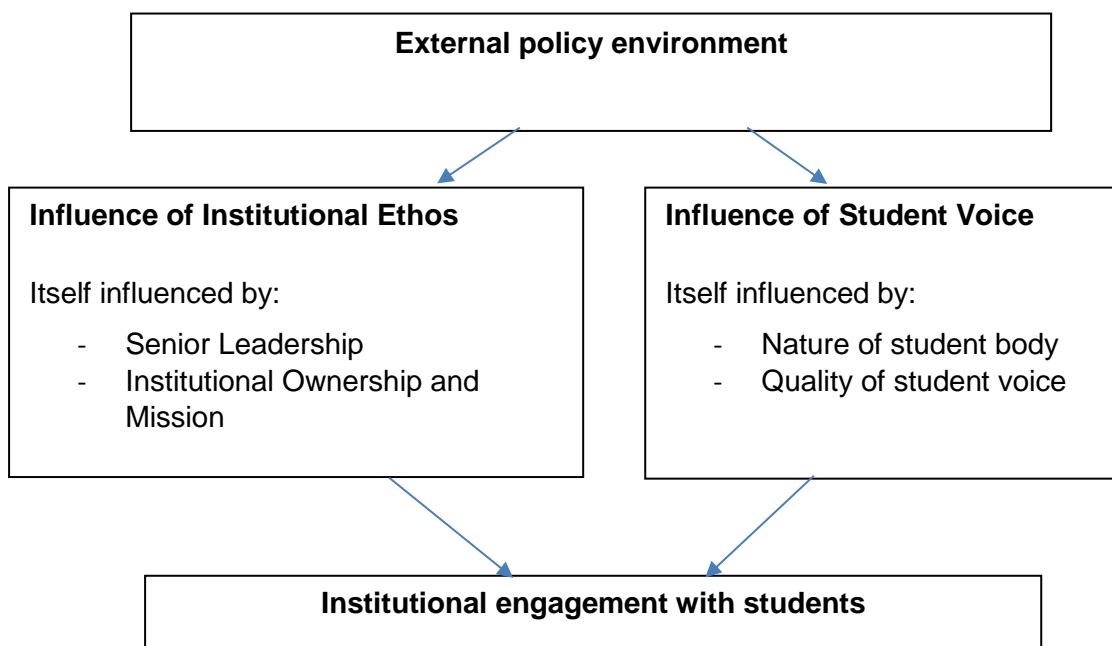 External policy environment
Influence of Institutional Ethos
Itself influenced by:
- Senior Leadership
- Institutional Ownership and
Mission
Influence of Student Voice
Itself influenced by:
- Nature of student body
- Quality of student voice
Institutional engagement with students